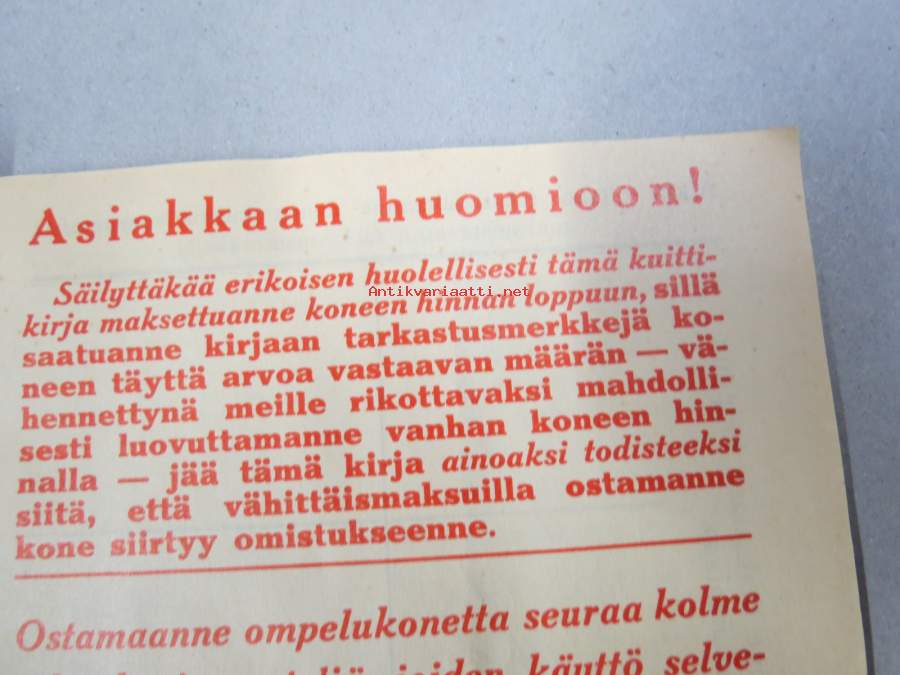 Asiakkaan huomioon!
Säilyttäkää erikoisen huolellisesti tämä kuitti-
kirja maksettuanne koneen hinnan loppuun, sillä
Antikvariaatti.net
saatuanne kirjaan tarkastusmerkkejä ko-
neen täyttä arvoa vastaavan määrän — vä-
hennettynä meille rikottavaksi mahdolli-
sesti luovuttamanne vanhan koneen hin-
nalla — jää tämä kirja ainoaksi todisteeksi
siitä, että vähittäismaksuilla ostamanne
kone siirtyy omistukseenne.
Ostamaanne ompelukonetta seuraa kolme
käyttö selve-